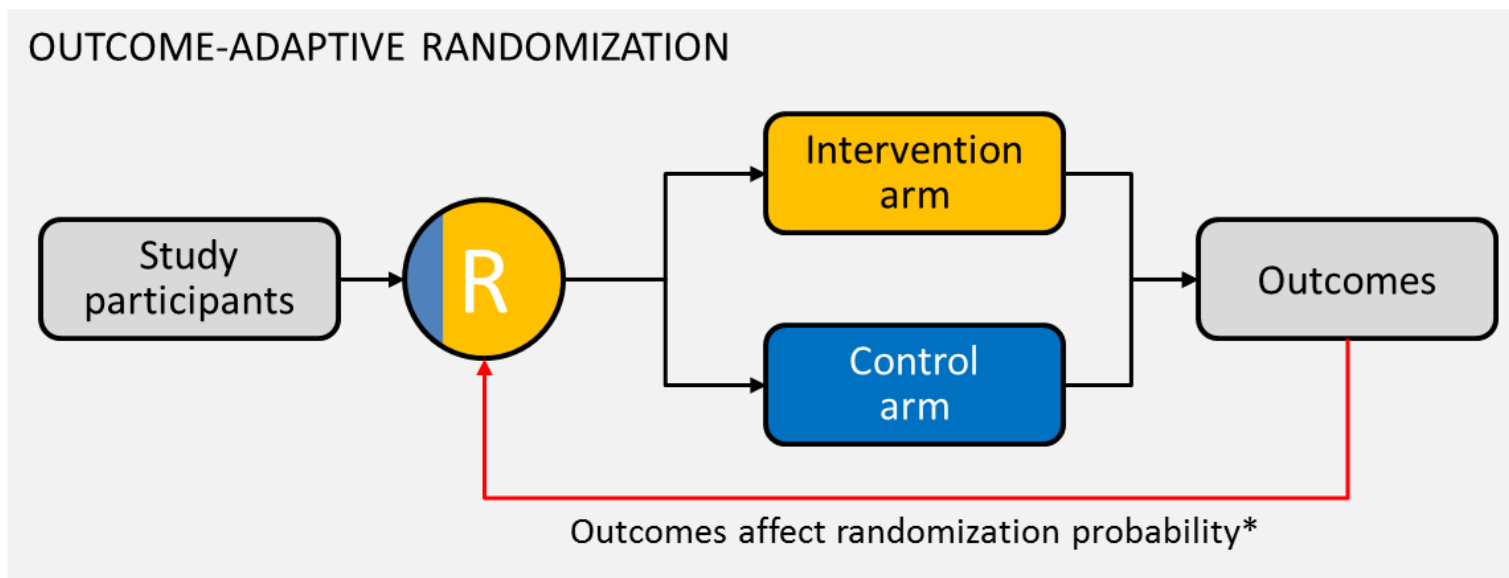 OUTCOME-ADAPTIVE RANDOMIZATION
Study
participants
R
Intervention
arm
Control
arm
Outcomes
Outcomes affect randomization probability*